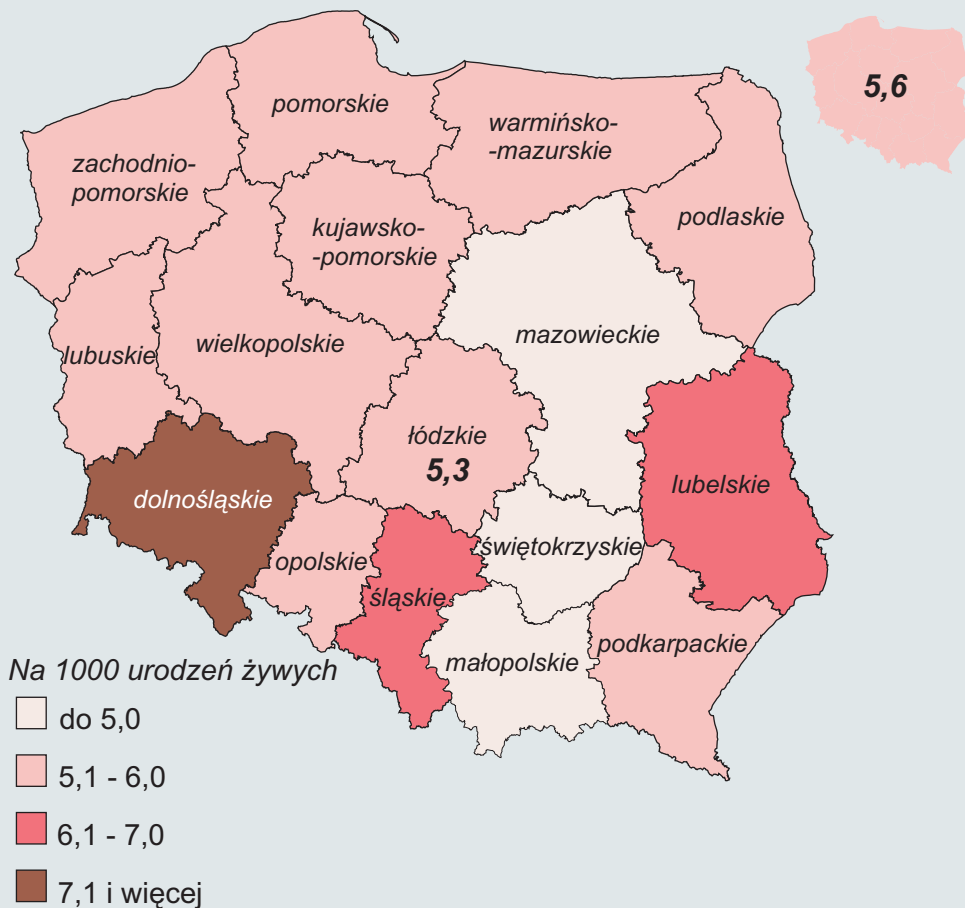 5,6
pomorskie
warmińsko-
-mazurskie
zachodnio-
pomorskie
podlaskie
kujawsko-
-pomorskie
mazowieckie
wielkopolskie
lubuskie
łódzkie
5,3
lubelskie
dolnośląskie
świętokrzyskie
opolskie
śląskie
podkarpackie
małopolskie
Na 1000 urodzeń żywych
do 5,0
5,1 - 6,0
6,1 - 7,0
7,1 i więcej